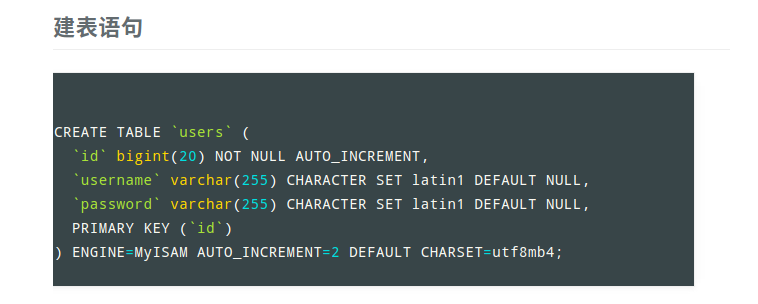 建表语句
CREATE TABLE `users` (
  `id` bigint(20) NOT NULL AUTO_INCREMENT,
  `username` varchar(255) CHARACTER SET latin1 DEFAULT NULL,
  `password` varchar(255) CHARACTER SET latin1 DEFAULT NULL,
  PRIMARY KEY (`id`)
) ENGINE=MyISAM AUTO_INCREMENT=2 DEFAULT CHARSET=utf8mb4;